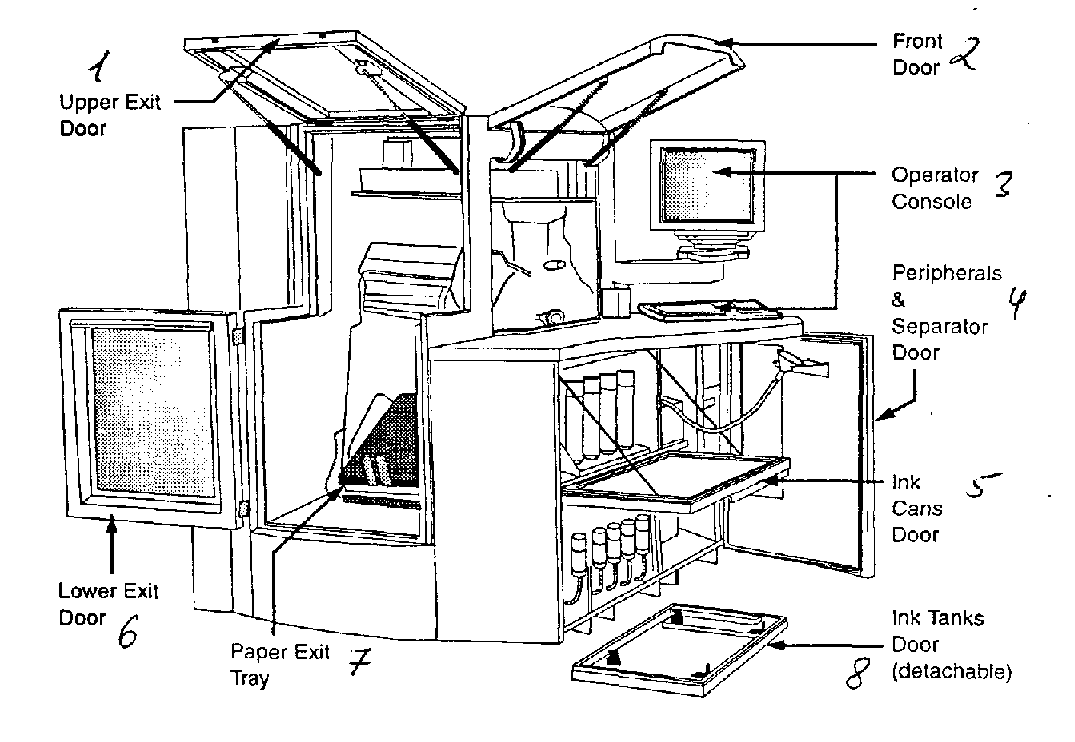 1
Upper Exit
Door
Front
Door 2
Operator
Console 3
Peripherals
&
Separator 4
Door
Ink 5
Cans
Door
Lower Exit
Door 6
Paper Exit 7
Tray
Ink Tanks
Door
8 (detachable)